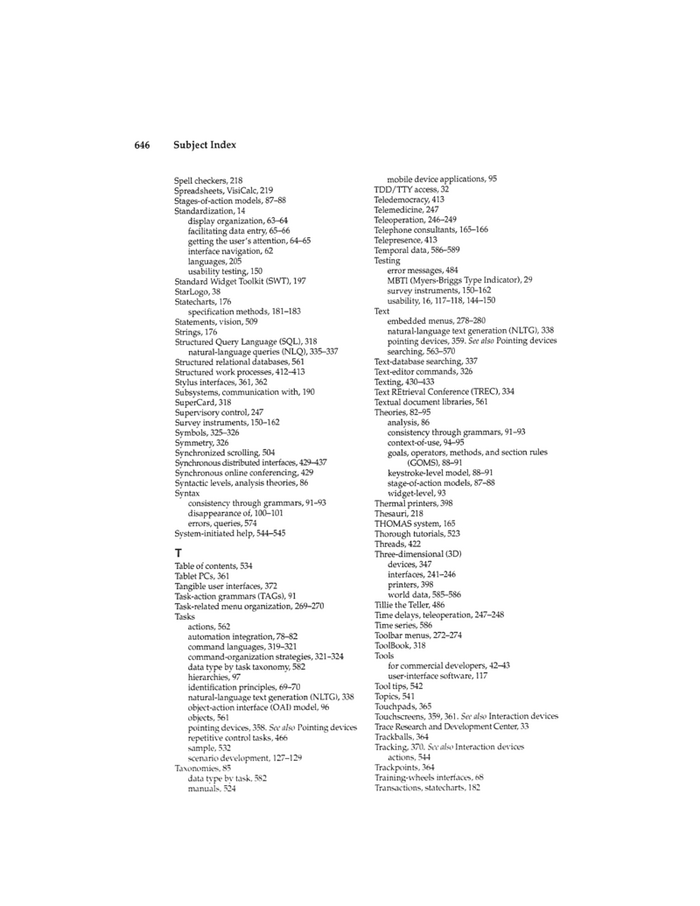 646 Subject Index
Spell checkers, 218
Spreadsheets, VisiCalc, 219
Stages-of-action models, 87–88
Standardization, 14
display organization, 63–64
facilitating data entry, 65–66
getting the user's attention, 64–65
interface navigation, 62
languages, 205
usability testing, 150
Standard Widget Toolkit (SWT), 197
StarLogo, 38
Statecharts, 176
specification methods, 181–183
Statements, vision, 509
Strings, 176
Structured Query Language (SQL), 318
natural-language queries (NLQ), 335–337
Structured relational databases, 561
Structured work processes, 412–413
Stylus interfaces, 361, 362
Subsystems, communication with, 190
SuperCard, 318
Supervisory control, 247
Survey instruments, 150–162
Symbols, 325–326
Symmetry, 326
Synchronized scrolling, 504
Synchronous distributed interfaces, 429–437
Synchronous online conferencing, 429
Syntactic levels, analysis theories, 86
Syntax
consistency through grammars, 91–93
disappearance of, 100–101
errors, queries, 574
System-initiated help, 544–545
T
Table of contents, 534
Tablet PCs, 361
Tangible user interfaces, 372
Task-action grammars (TAGs), 91
Task-related menu organization, 269–270
Tasks
actions, 562
automation integration, 78–82
command languages, 319–321
command-organization strategies, 321–324
data type by task taxonomy, 582
hierarchies, 97
identification principles, 69–70
natural-language text generation (NLTG), 338
object-action interface (OAI) model, 96
objects, 561
pointing devices, 358. See also Pointing devices
repetitive control tasks, 466
sample, 532
scenario development, 127–129
Taxonomies, 85
data type by task, 582
manuals, 524
mobile device applications, 95
TDD/TTY access, 32
Teledemocracy, 413
Telemedicine, 247
Teleoperation, 246–249
Telephone consultants, 165–166
Telepresence, 413
Temporal data, 586–589
Testing
error messages, 484
MBTI (Myers-Briggs Type Indicator), 29
survey instruments, 150–162
usability, 16, 117–118, 144–150
Text
embedded menus, 278–280
natural-language text generation (NLTG), 338
pointing devices, 359. See also Pointing devices
searching, 563–570
Text-database searching, 337
Text-editor commands, 326
Texting, 430–433
Text REtrieval Conference (TREC), 334
Textual document libraries, 561
Theories, 82–95
analysis, 86
consistency through grammars, 91–93
context-of-use, 94–95
goals, operators, methods, and section rules
(GOMS), 88–91
keystroke-level model, 88–91
stage-of-action models, 87–88
widget-level, 93
Thermal printers, 398
Thesauri, 218
THOMAS system, 165
Thorough tutorials, 523
Threads, 422
Three-dimensional (3D)
devices, 347
interfaces, 241–246
printers, 398
world data, 585–586
Tillie the Teller, 486
Time delays, teleoperation, 247–248
Time series, 586
Toolbar menus, 272–274
ToolBook, 318
Tools
for commercial developers, 42–43
user-interface software, 117
Tool tips, 542
Topics, 541
Touchpads, 365
Touchscreens, 359, 361. See also Interaction devices
Trace Research and Development Center, 33
Trackballs, 364
Tracking, 370. See also Interaction devices
actions, 544
Trackpoints, 364
Training-wheels interfaces, 68
Transactions, statecharts, 182